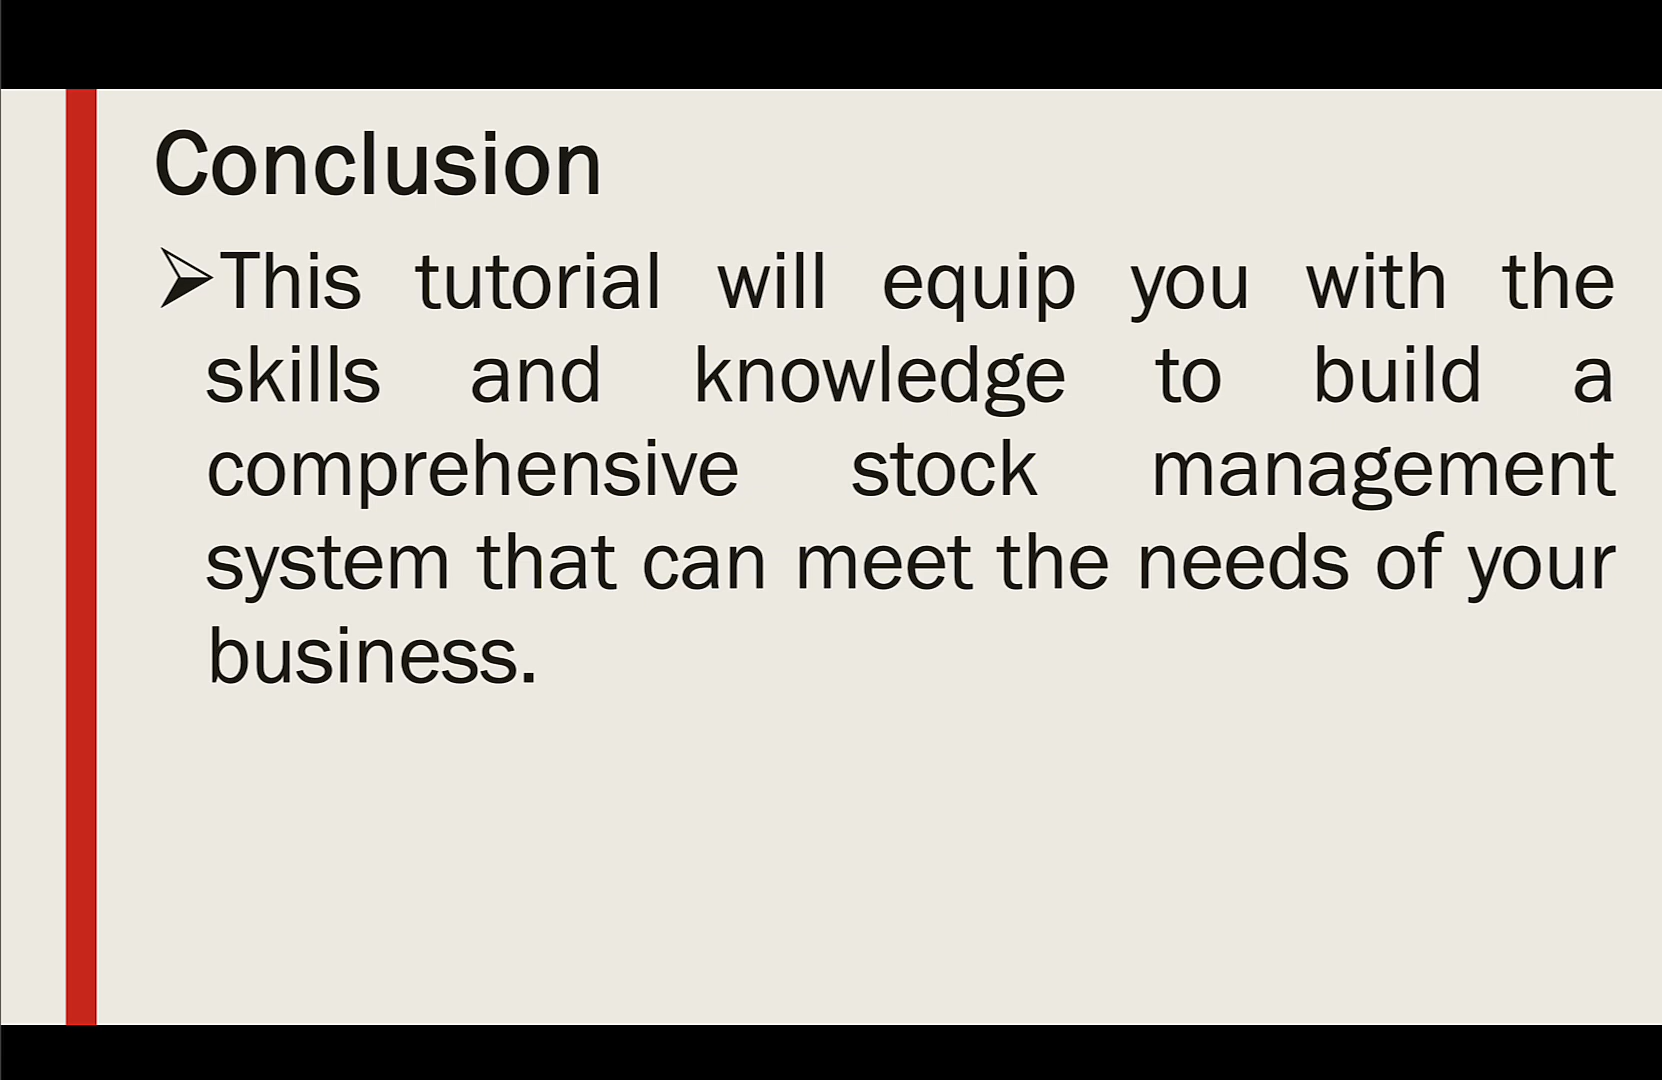 Conclusion
➢This tutorial will equip you with the
skills and knowledge to build a
comprehensive stock management
system that can meet the needs of your
business.